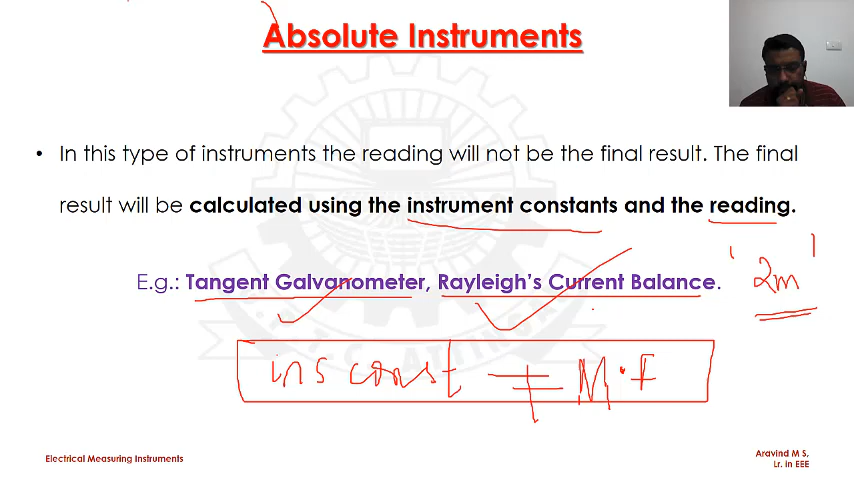 Absolute Instruments
• In this type of instruments the reading will not be the final result. The final
result will be calculated using the instrument constants and the reading.
E.g.: Tangent Galvanometer, Rayleigh's Current Balance.
'2m'
ins const ≠ M.F
Electrical Measuring Instruments
Aravind M S,
Lr. in EEE